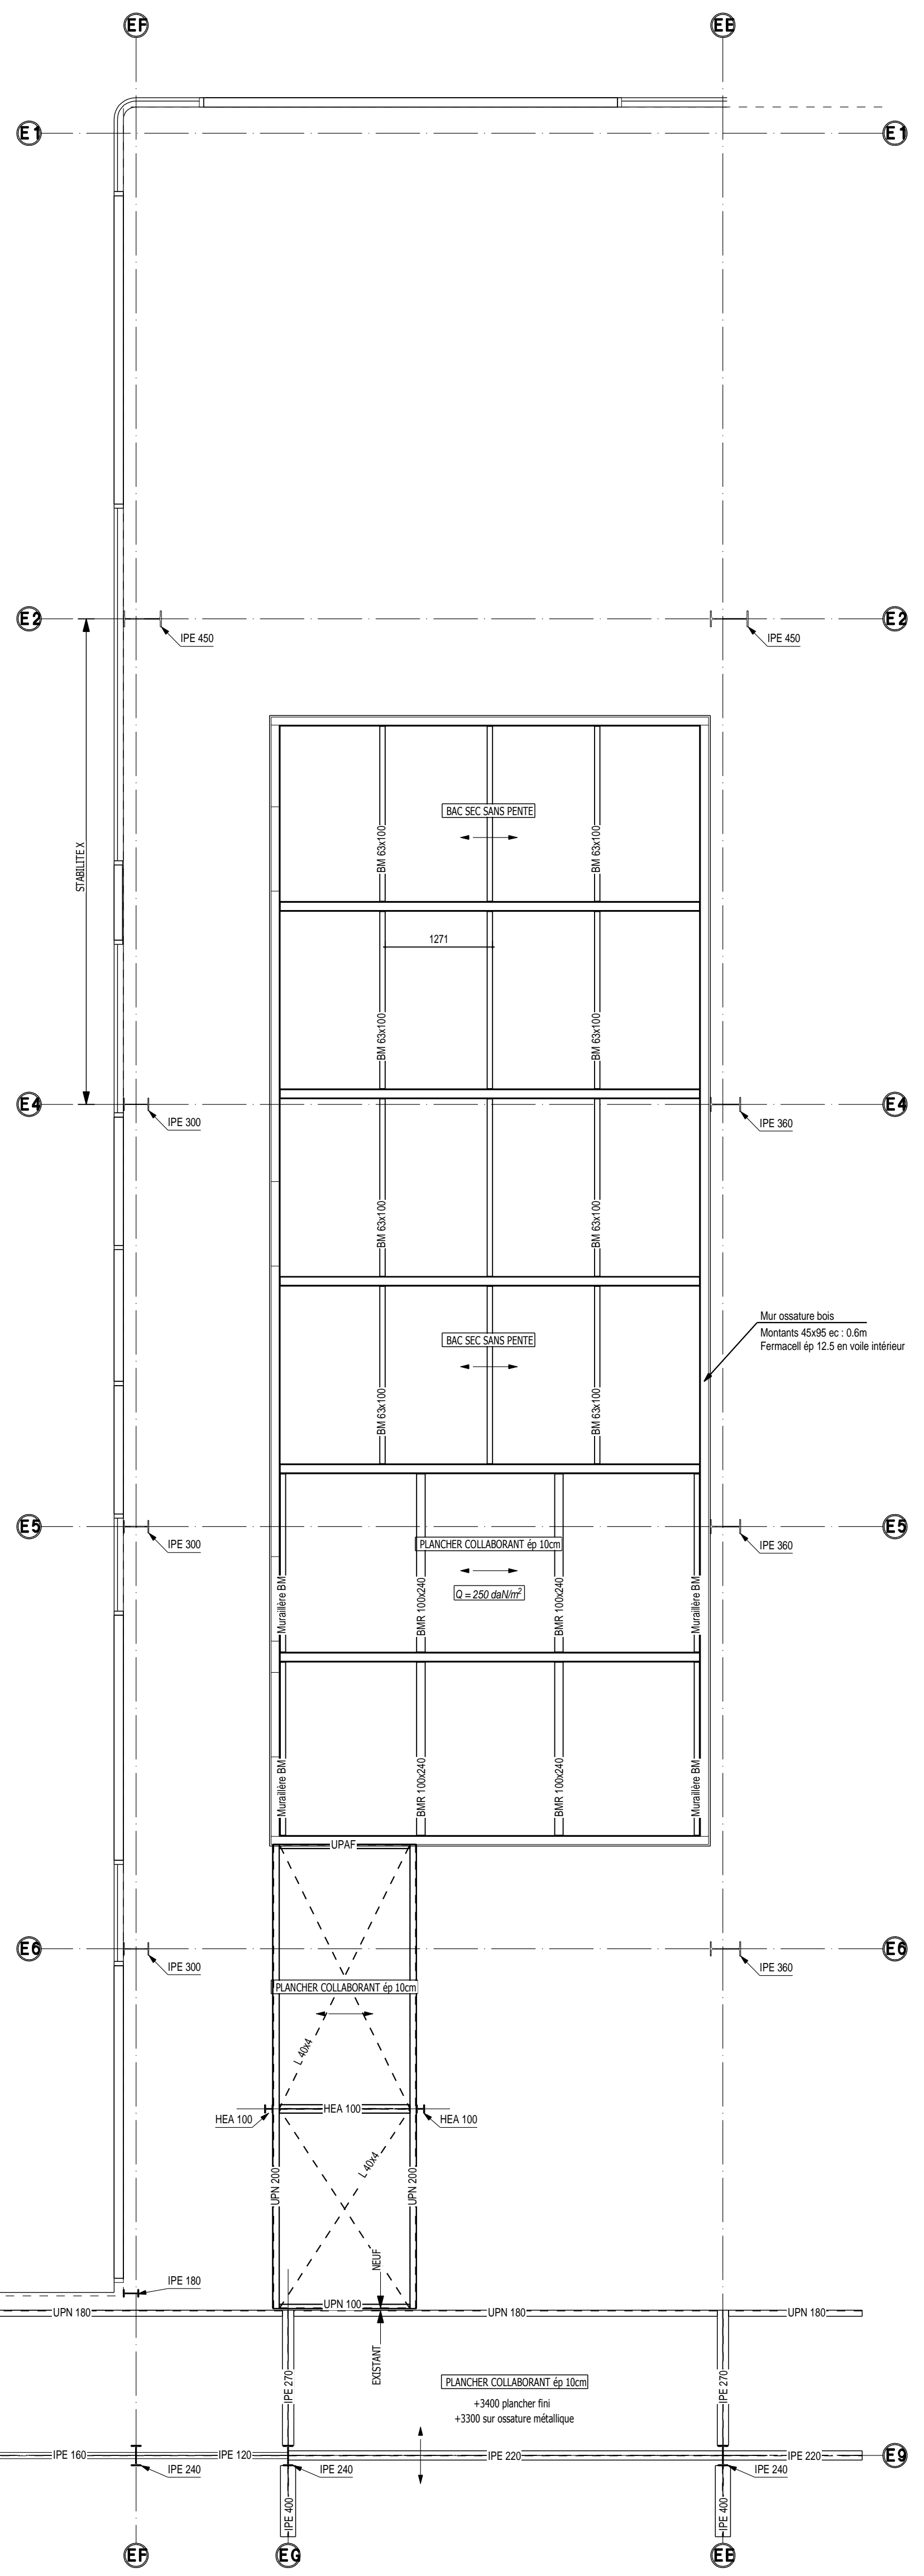 EF
EE
E1
E1
E2
E2
IPE 450
IPE 450
STABILITE X
BAC SEC SANS PENTE
BM 63x100
BM 63x100
1271
BM 63x100
BM 63x100
E4
E4
IPE 300
IPE 360
BM 63x100
BM 63x100
Mur ossature bois
Montants 45x95 ec : 0.6m
Fermacell ép 12.5 en voile intérieur
BAC SEC SANS PENTE
BM 63x100
BM 63x100
E5
E5
IPE 300
IPE 360
PLANCHER COLLABORANT ép 10cm
Q = 250 daN/m²
Muraillère BM
BMR 100x240
BMR 100x240
Muraillère BM
Muraillère BM
BMR 100x240
BMR 100x240
Muraillère BM
UPAF
E6
E6
IPE 300
IPE 360
PLANCHER COLLABORANT ép 10cm
L 40x4
HEA 100
HEA 100
HEA 100
L 40x4
UPN 200
UPN 200
NEUF
IPE 180
UPN 100
UPN 180
UPN 180
UPN 180
EXISTANT
IPE 270
IPE 270
PLANCHER COLLABORANT ép 10cm
+3400 plancher fini
+3300 sur ossature métallique
IPE 160
IPE 120
IPE 220
IPE 220
E9
IPE 240
IPE 240
IPE 240
IPE 400
IPE 400
EF
EG
EE